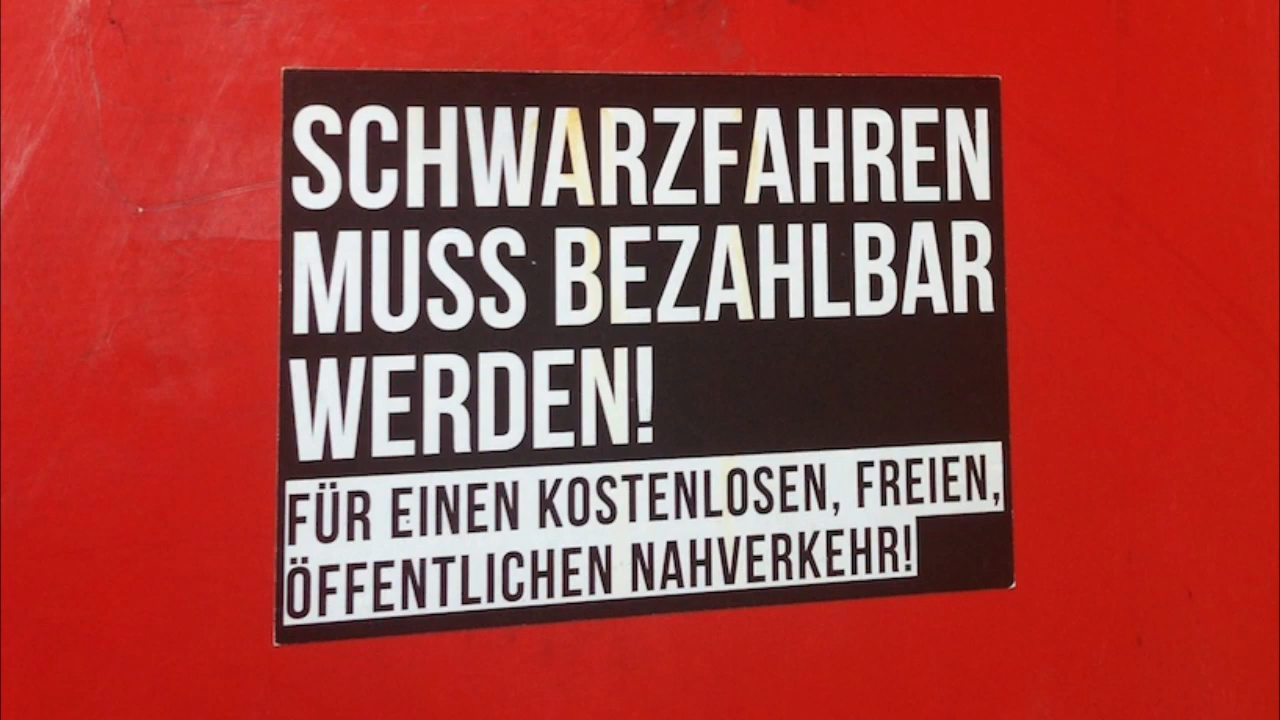 SCHWARZFAHREN
MUSS BEZAHLBAR
WERDEN!
FÜR EINEN KOSTENLOSEN, FREIEN,
ÖFFENTLICHEN NAHVERKEHR!